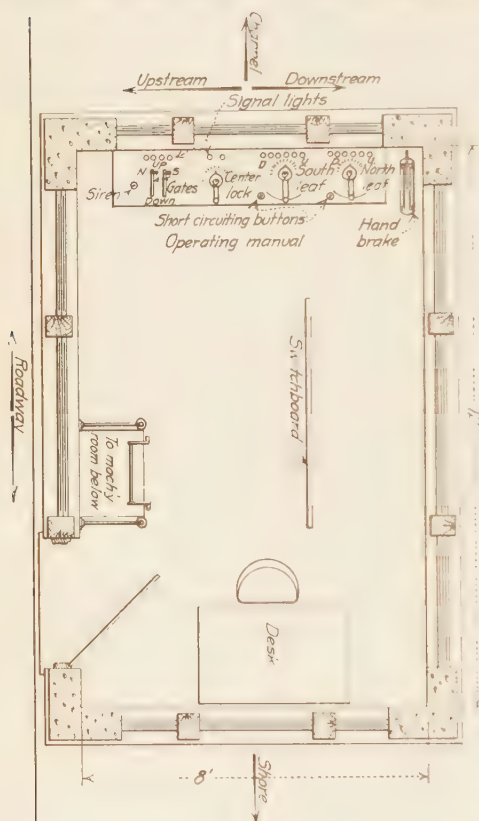 Channel
Upstream
Downstream
Signal lights
UP
N
S
D
U
D
U
Siren
Gates
Center
lock
South
leaf
North
leaf
Down
Short circuiting buttons
Operating manual
Hand
brake
Roadway
Switchboard
To mach'y
room below
Desk
8'
Shore